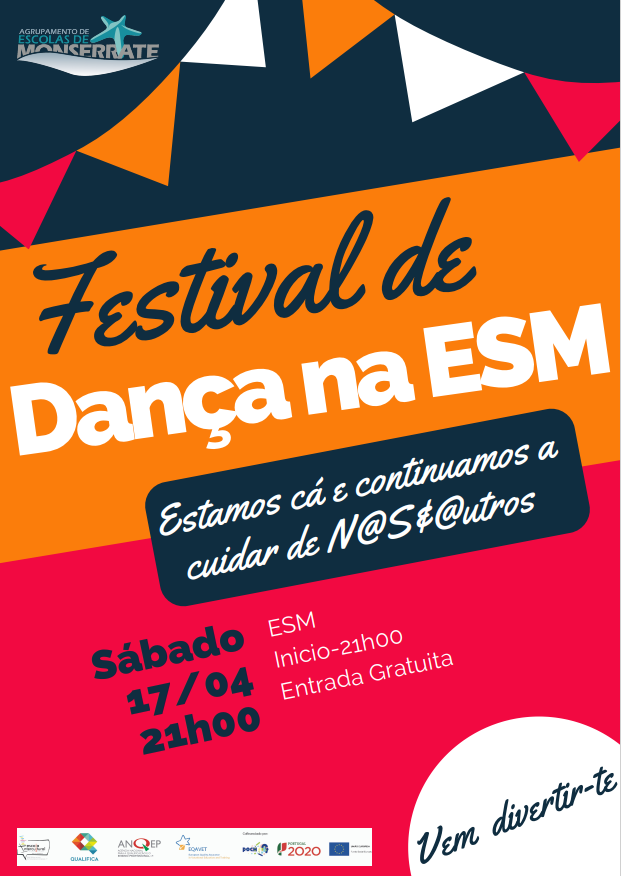 AGRUPAMENTO DE
ESCOLAS DE
MONSERRATE
Festival de
Dança na ESM
Estamos cá e continuamos a
cuidar de N@S&@utros
Sábado
17/04
21h00
ESM
Inicio-21h00
Entrada Gratuita
Vem divertir-te
QUALIFICA
ANQEP
EQAVET
POCH
PORTUGAL
2020